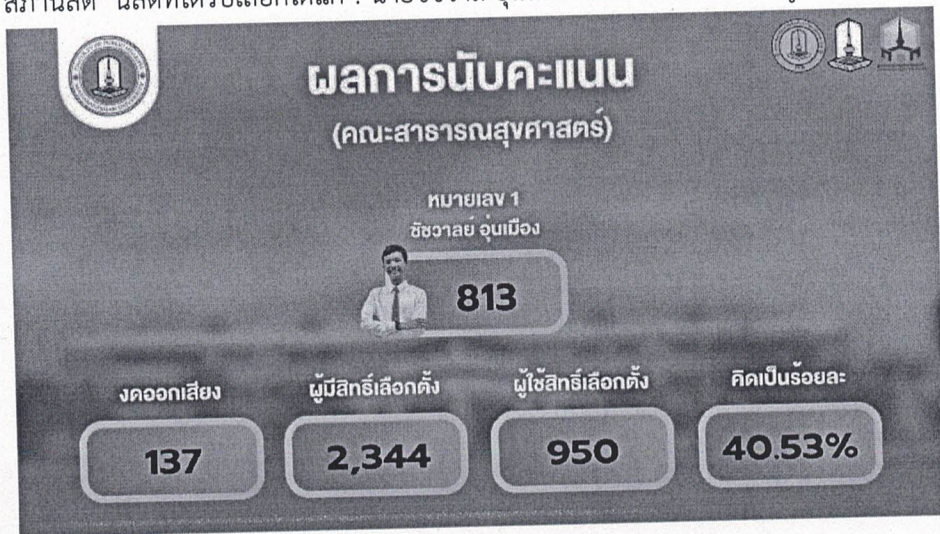 ผลการนับคะแนน
(คณะสาธารณสุขศาสตร์)
หมายเลข 1
ชัชวาลย์ อุ่นเมือง
813
งดออกเสียง
ผู้มีสิทธิ์เลือกตั้ง
ผู้ใช้สิทธิ์เลือกตั้ง
คิดเป็นร้อยละ
137
2,344
950
40.53%